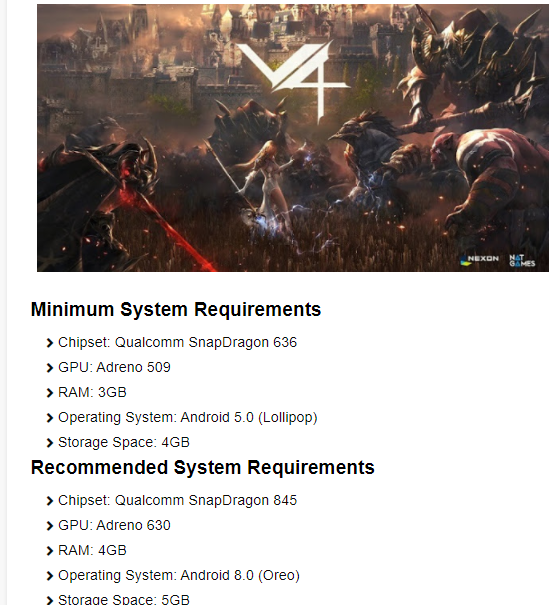 V4
NEXON
NAT
GAMES
Minimum System Requirements
Chipset: Qualcomm SnapDragon 636
GPU: Adreno 509
RAM: 3GB
Operating System: Android 5.0 (Lollipop)
Storage Space: 4GB
Recommended System Requirements
Chipset: Qualcomm SnapDragon 845
GPU: Adreno 630
RAM: 4GB
Operating System: Android 8.0 (Oreo)
Storage Space: 5GB